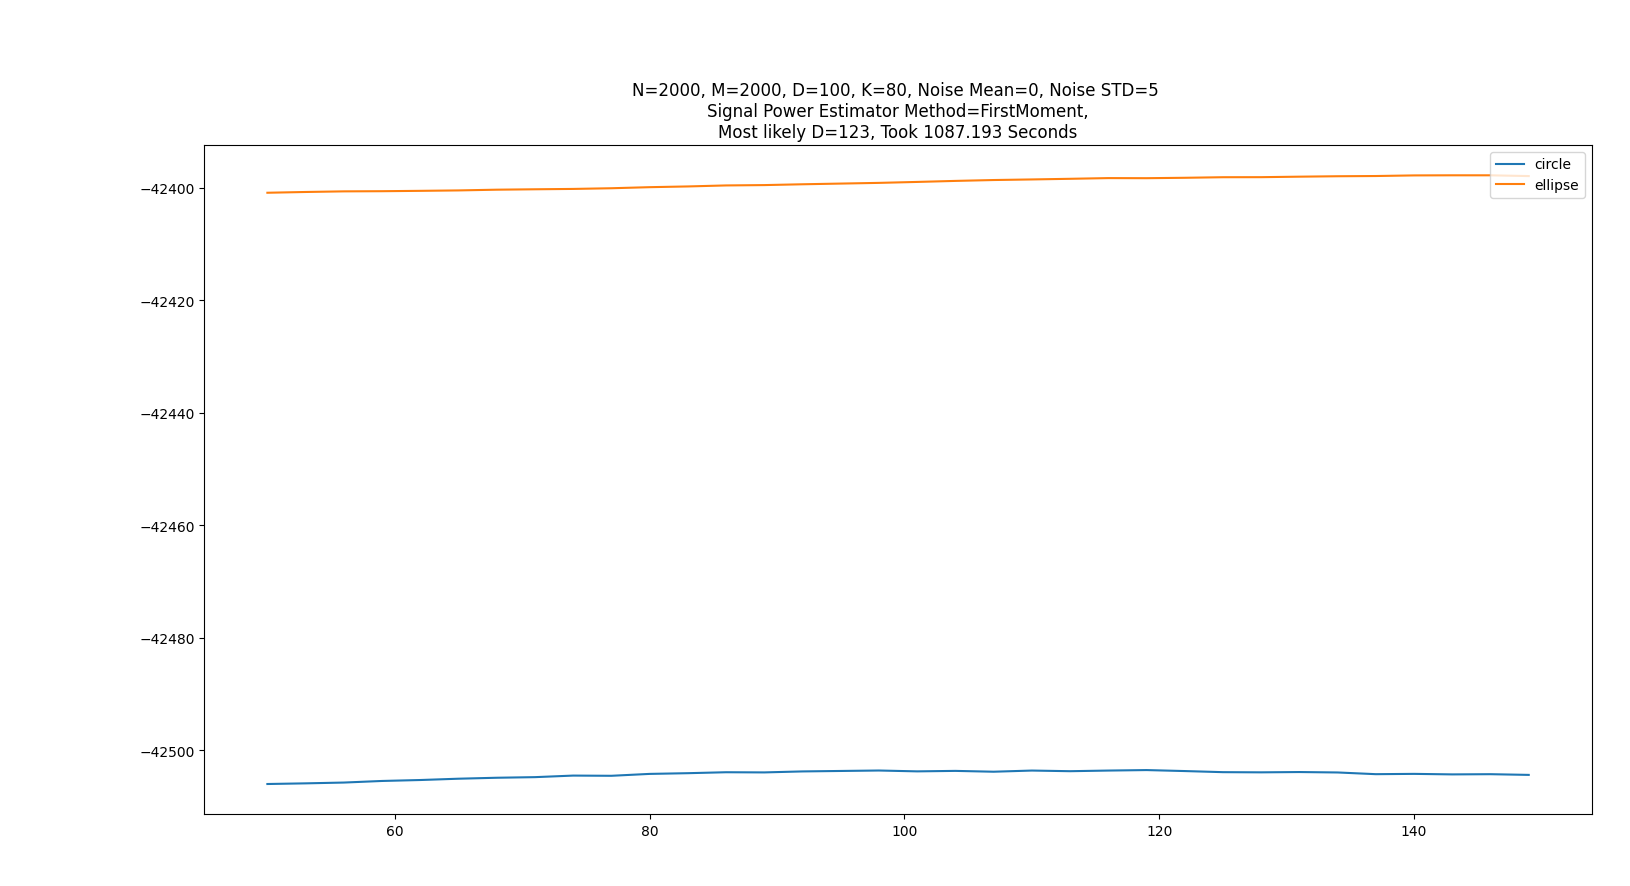 N=2000, M=2000, D=100, K=80, Noise Mean=0, Noise STD=5
Signal Power Estimator Method=FirstMoment,
Most likely D=123, Took 1087.193 Seconds
circle
ellipse
−42400
−42420
−42440
−42460
−42480
−42500
60 80 100 120 140